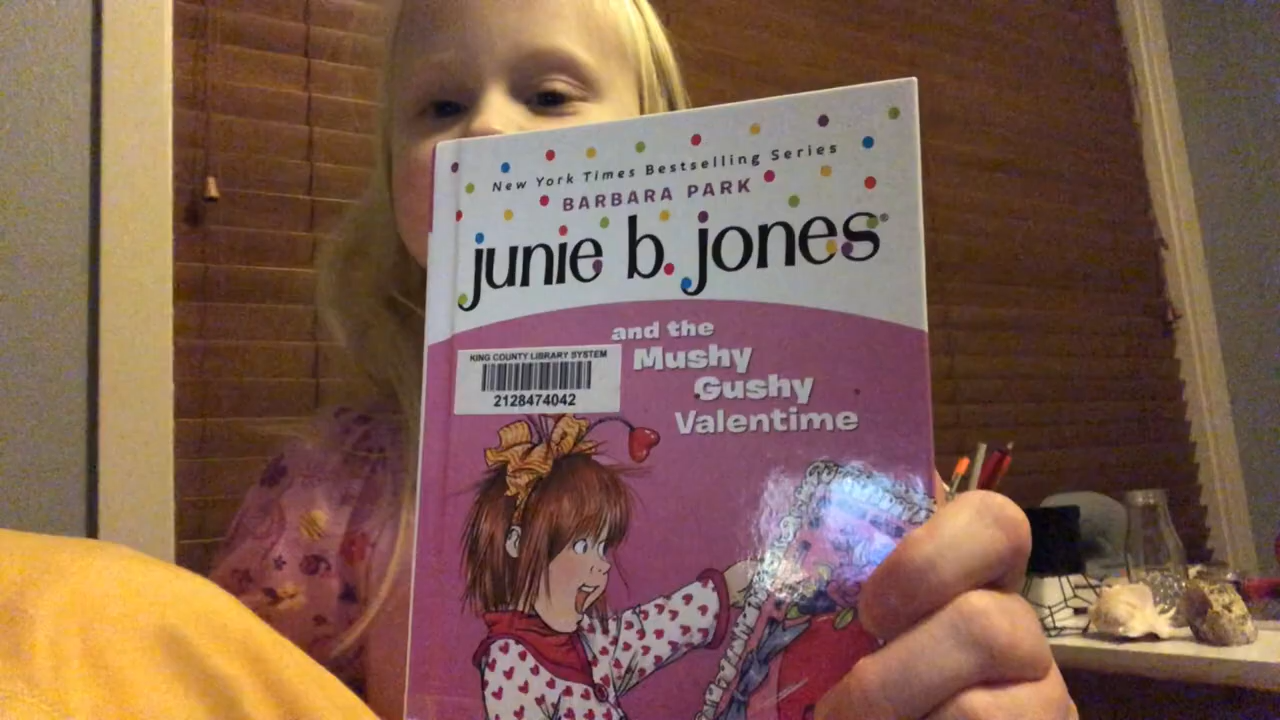 New York Times Bestselling Series
BARBARA PARK
junie b. jones®
and the
Mushy
Gushy
Valentime
KING COUNTY LIBRARY SYSTEM
2128474042